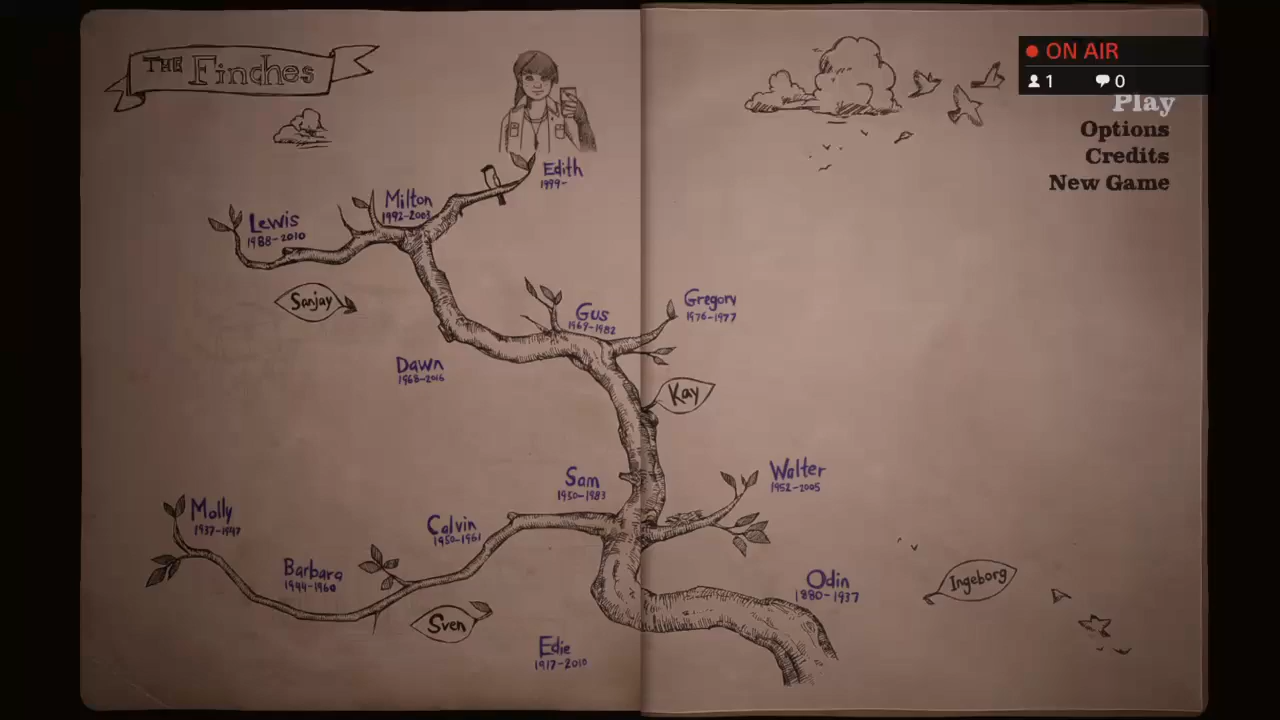 THE Finches
ON AIR
1 0
Play
Options
Credits
New Game
Edith
1999-
Milton
1992-2003
Lewis
1988-2010
Sanjay
Gus
1969-1982
Gregory
1976-1977
Dawn
1968-2016
Kay
Sam
1950-1983
Walter
1952-2005
Molly
1937-1947
Calvin
1950-1961
Barbara
1944-1960
Sven
Odin
1880-1937
Ingeborg
Edie
1917-2010